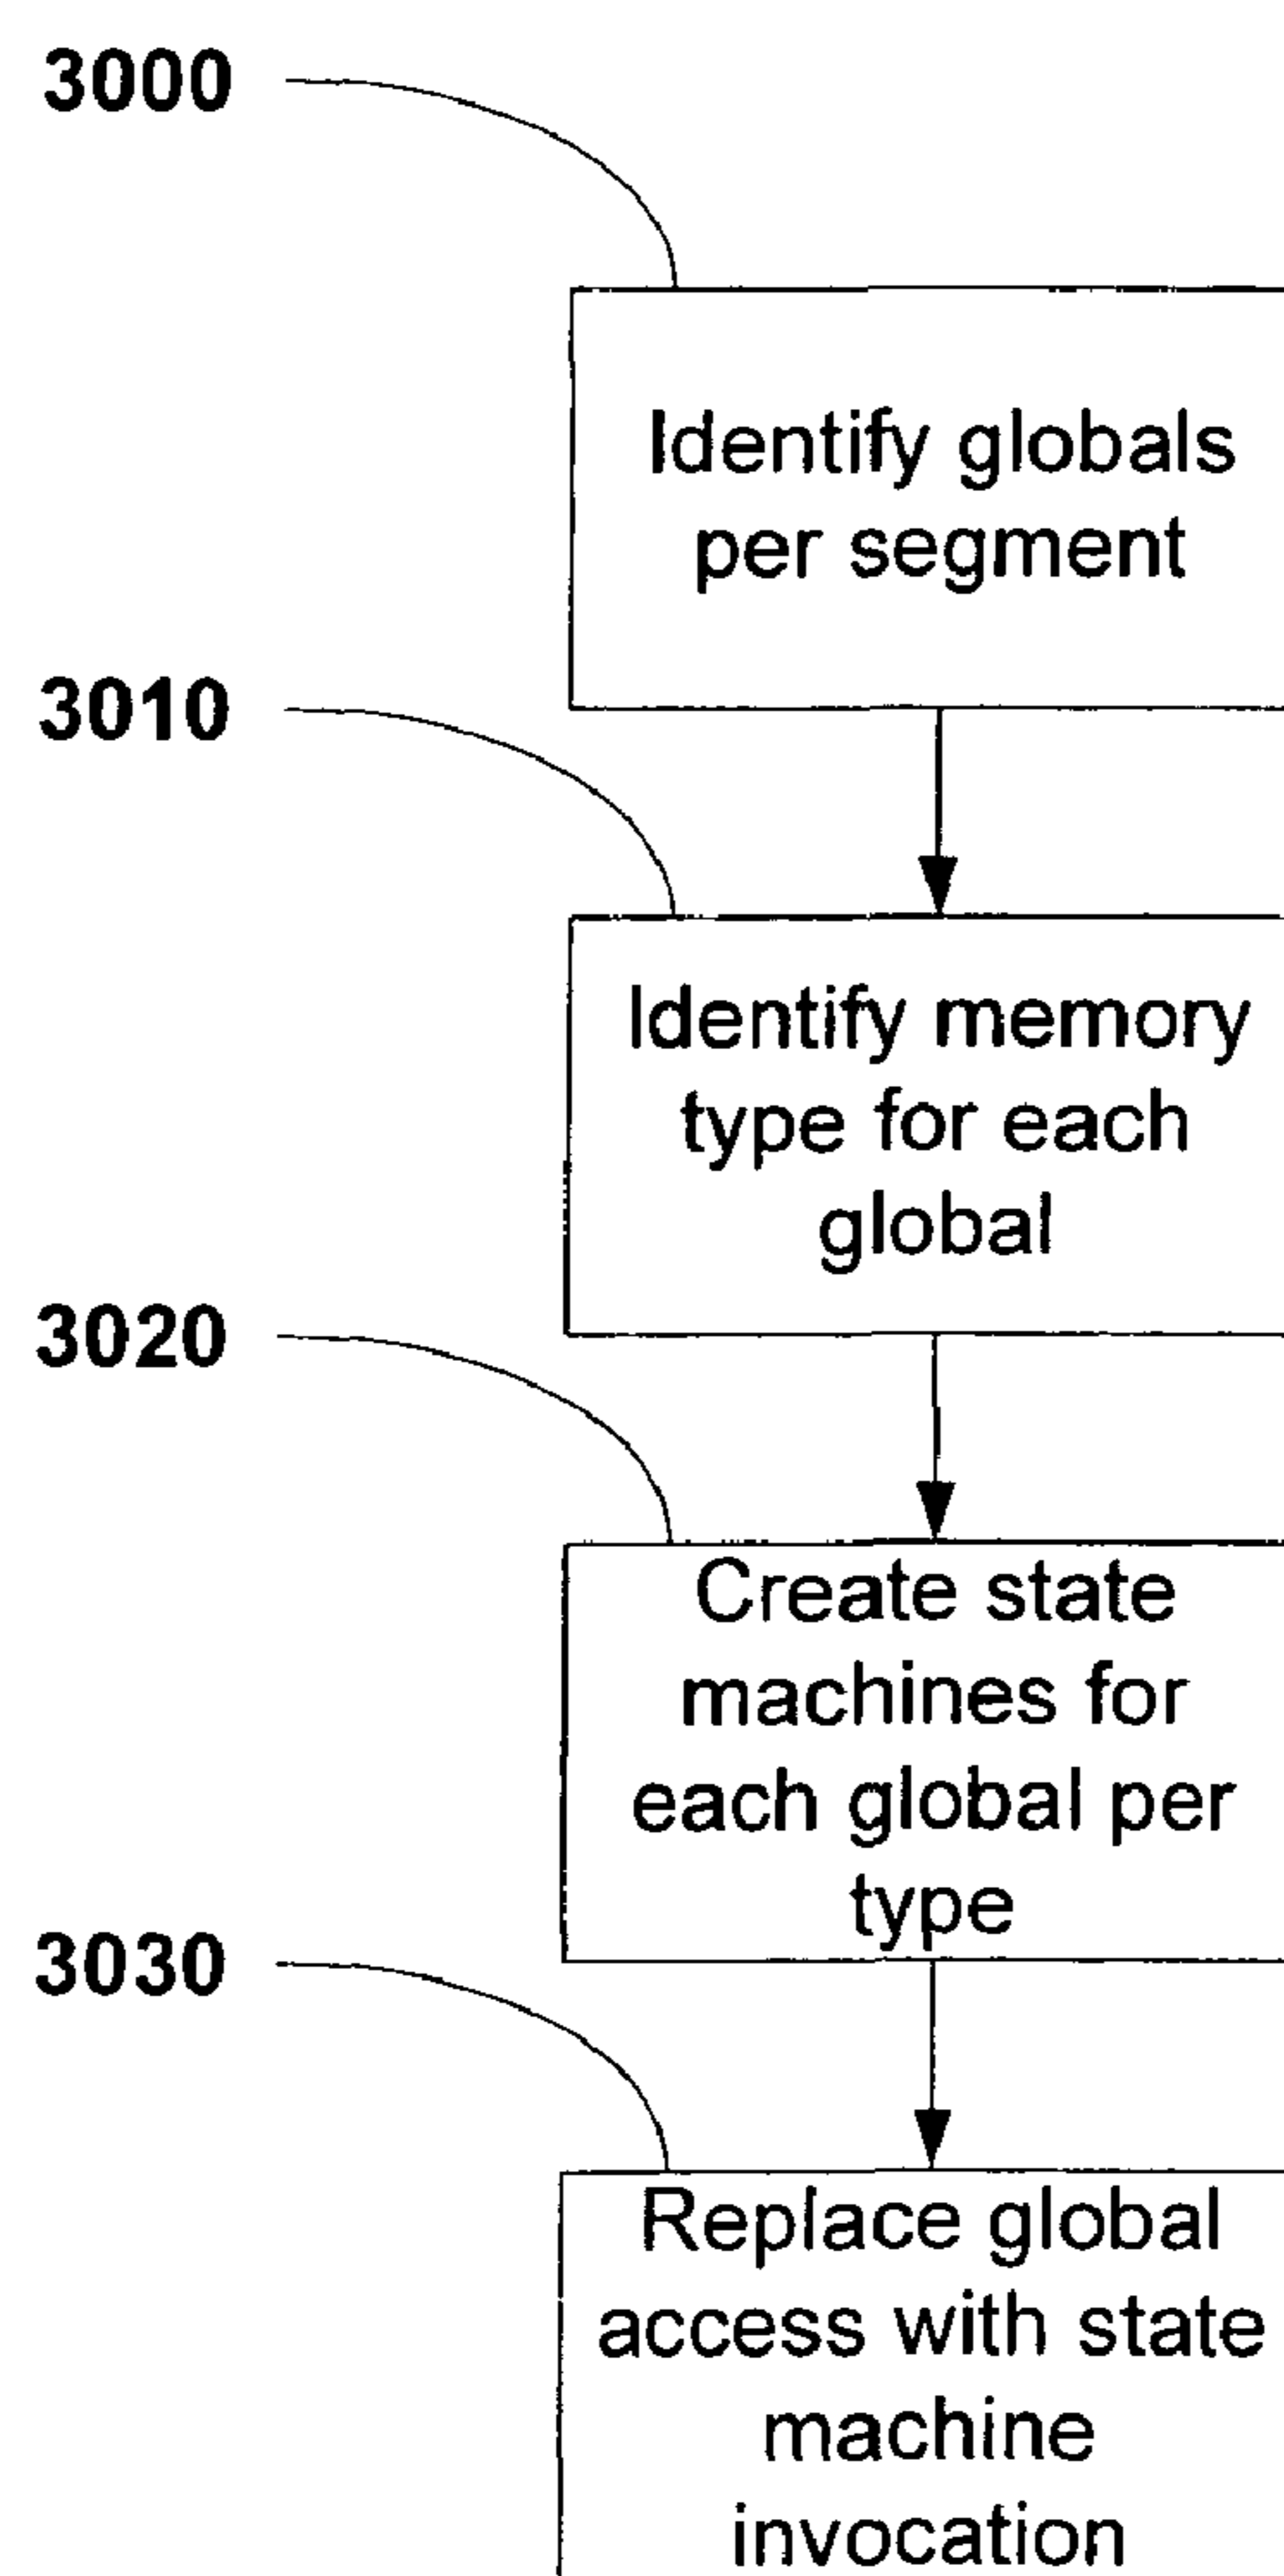 3000
Identify globals
per segment
3010
Identify memory
type for each
global
3020
Create state
machines for
each global per
type
3030
Replace global
access with state
machine
invocation